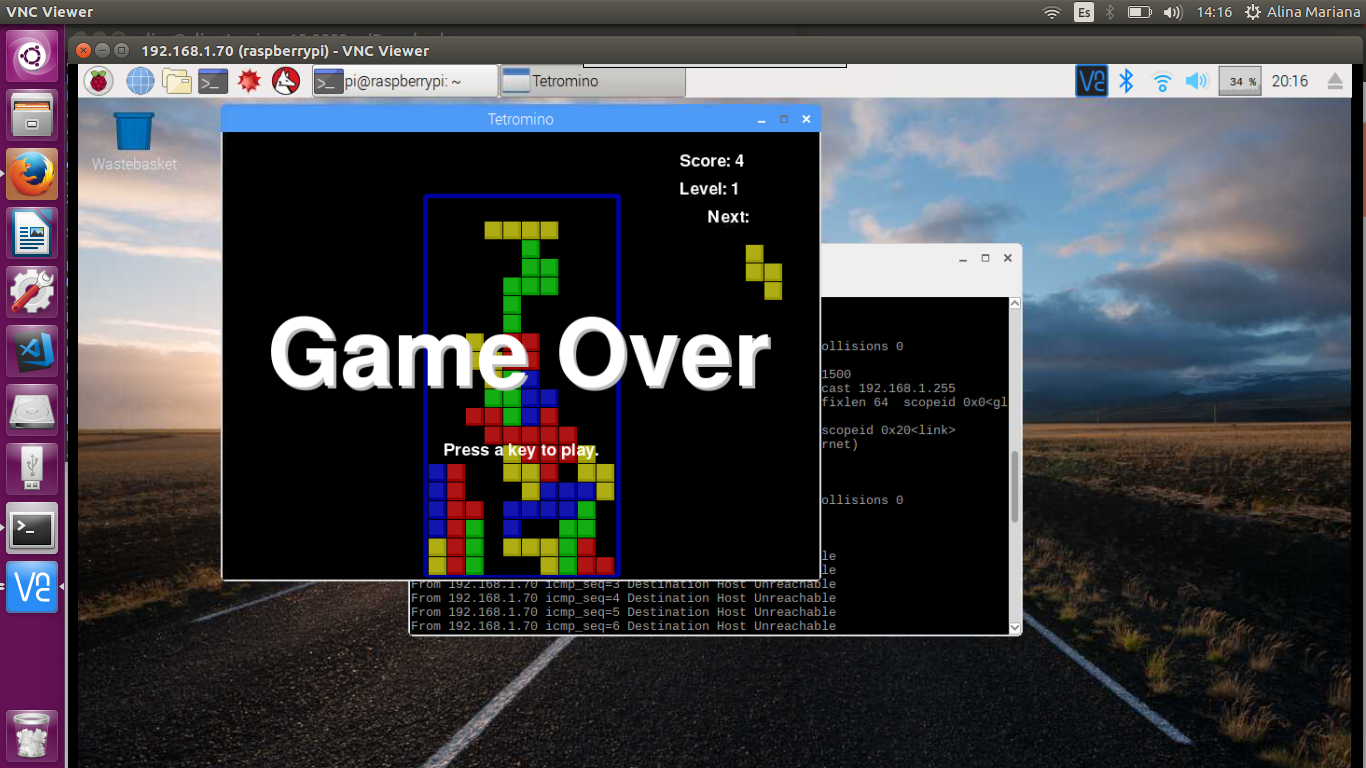 VNC Viewer
Es
14:16
Alina Mariana
192.168.1.70 (raspberrypi) - VNC Viewer
pi@raspberrypi: ~
Tetromino
34 %
20:16
Wastebasket
Tetromino
Score: 4
Level: 1
Next:
Game Over
Press a key to play.
ollisions 0
1500
cast 192.168.1.255
fixlen 64 scopeid 0x0<gl
scopeid 0x20<link>
rnet)
ollisions 0
le
le
From 192.168.1.70 icmp_seq=3 Destination Host Unreachable
From 192.168.1.70 icmp_seq=4 Destination Host Unreachable
From 192.168.1.70 icmp_seq=5 Destination Host Unreachable
From 192.168.1.70 icmp_seq=6 Destination Host Unreachable